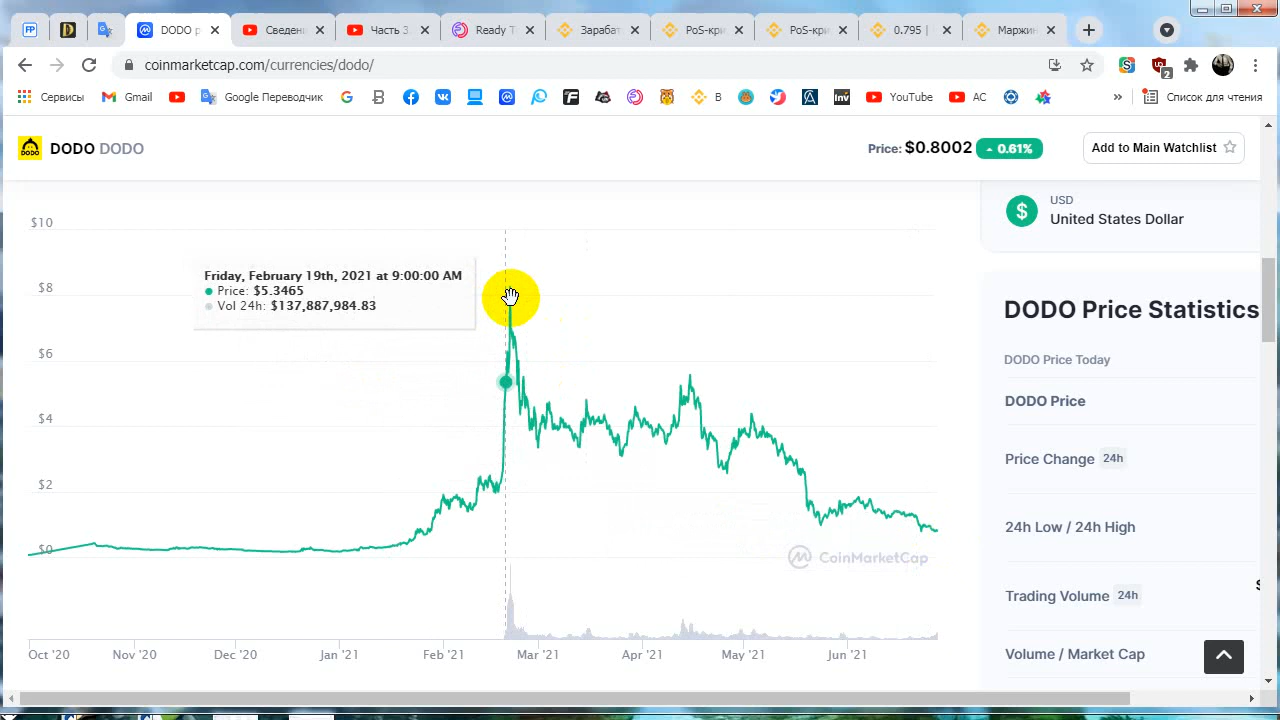 DODO p
Сведен
Часть 3
Ready T
Зарабат
PoS-кри
PoS-кри
0.795 |
Маржин
coinmarketcap.com/currencies/dodo/
2
Сервисы
Gmail
Google Переводчик
B
YouTube
AC
»
Список для чтения
DODO DODO
Price: $0.8002 0.61%
Add to Main Watchlist
USD
United States Dollar
$10
$8
$6
$4
$2
$0
Friday, February 19th, 2021 at 9:00:00 AM
Price: $5.3465
Vol 24h: $137,887,984.83
CoinMarketCap
Oct '20 Nov '20 Dec '20 Jan '21 Feb '21 Mar '21 Apr '21 May '21 Jun '21
DODO Price Statistics
DODO Price Today
DODO Price
Price Change 24h
24h Low / 24h High
Trading Volume 24h
Volume / Market Cap